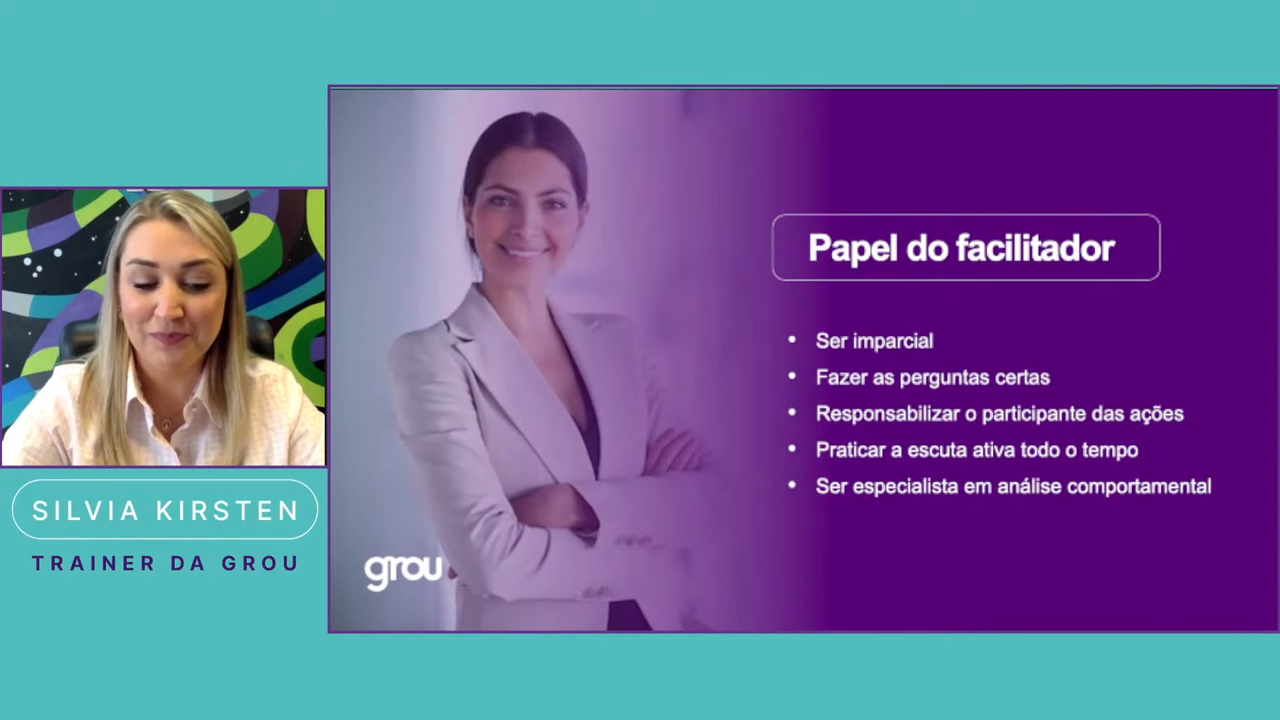 SILVIA KIRSTEN
TRAINER DA GROU
Papel do facilitador
• Ser imparcial
• Fazer as perguntas certas
• Responsabilizar o participante das ações
• Praticar a escuta ativa todo o tempo
• Ser especialista em análise comportamental
grou